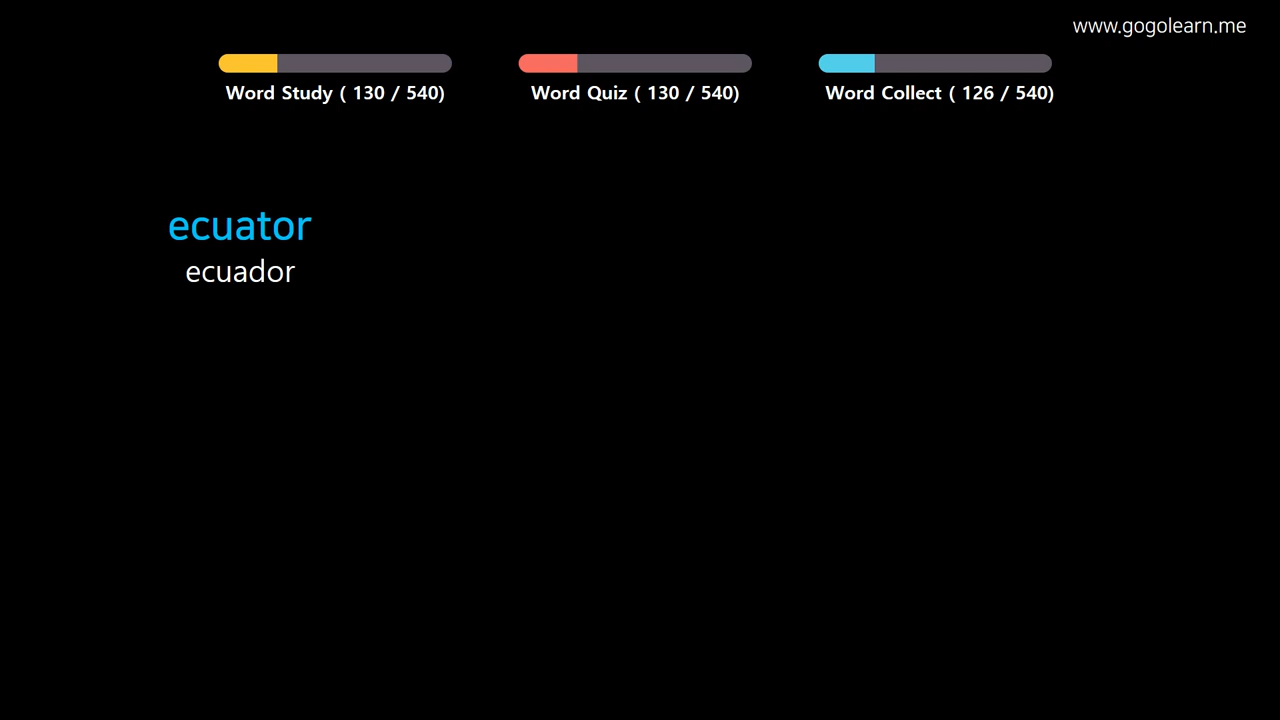 www.gogolearn.me
Word Study ( 130 / 540)
Word Quiz ( 130 / 540)
Word Collect ( 126 / 540)
ecuator
ecuador